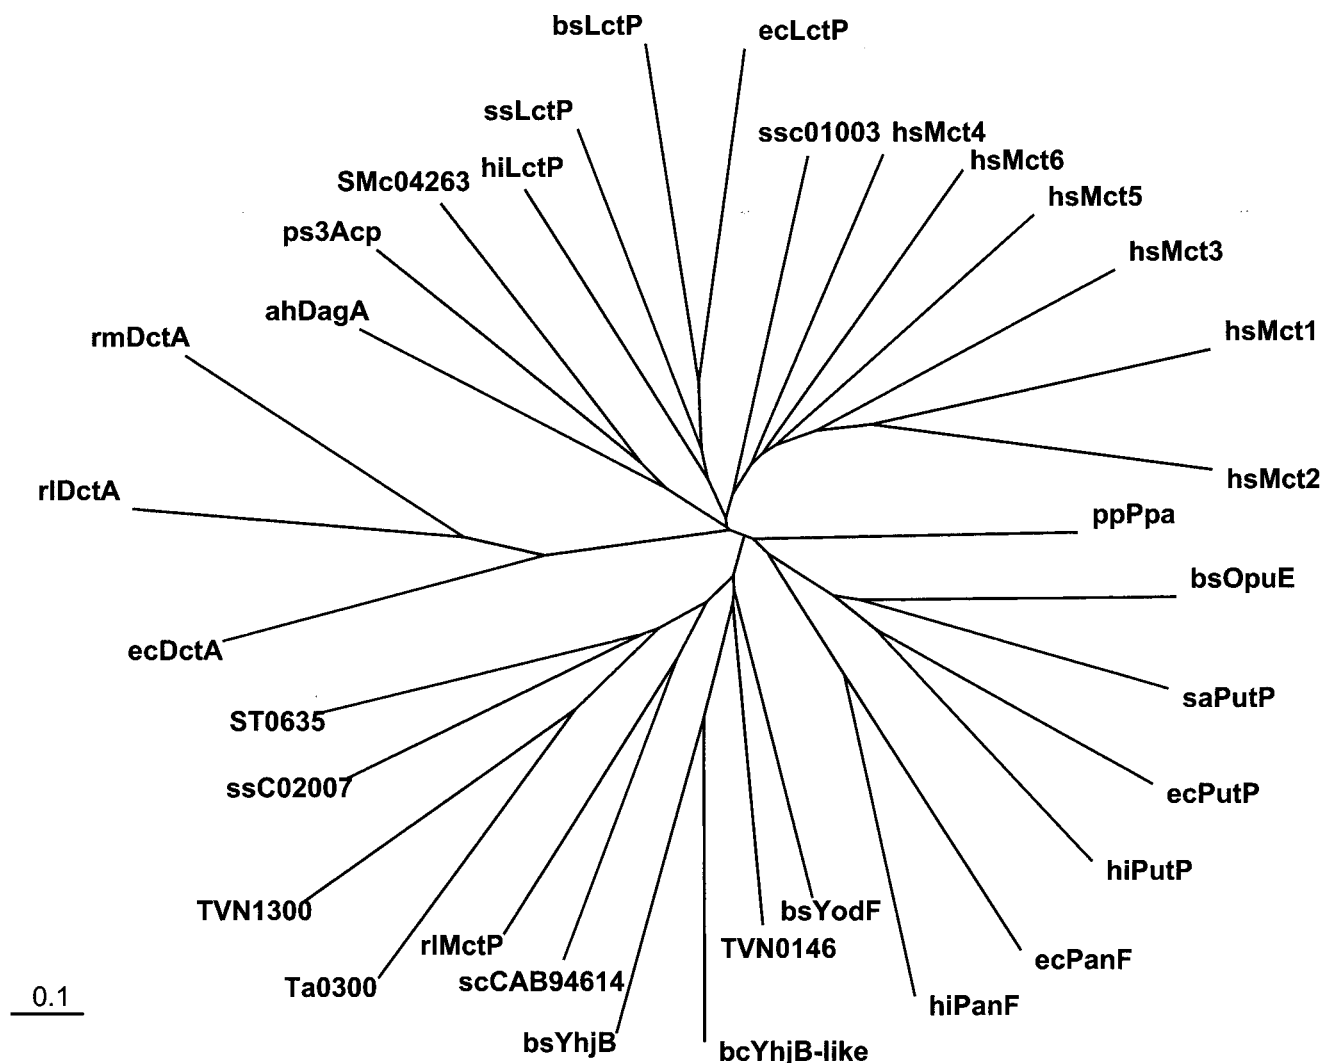 bsLctP
ecLctP
ssLctP
ssc01003
hsMct4
hiLctP
hsMct6
SMc04263
hsMct5
ps3Acp
hsMct3
ahDagA
hsMct1
rmDctA
hsMct2
rlDctA
ppPpa
bsOpuE
ecDctA
saPutP
ST0635
ssC02007
ecPutP
hiPutP
TVN1300
bsYodF
rlMctP
TVN0146
ecPanF
Ta0300
scCAB94614
0.1
hiPanF
bsYhjB
bcYhjB-like